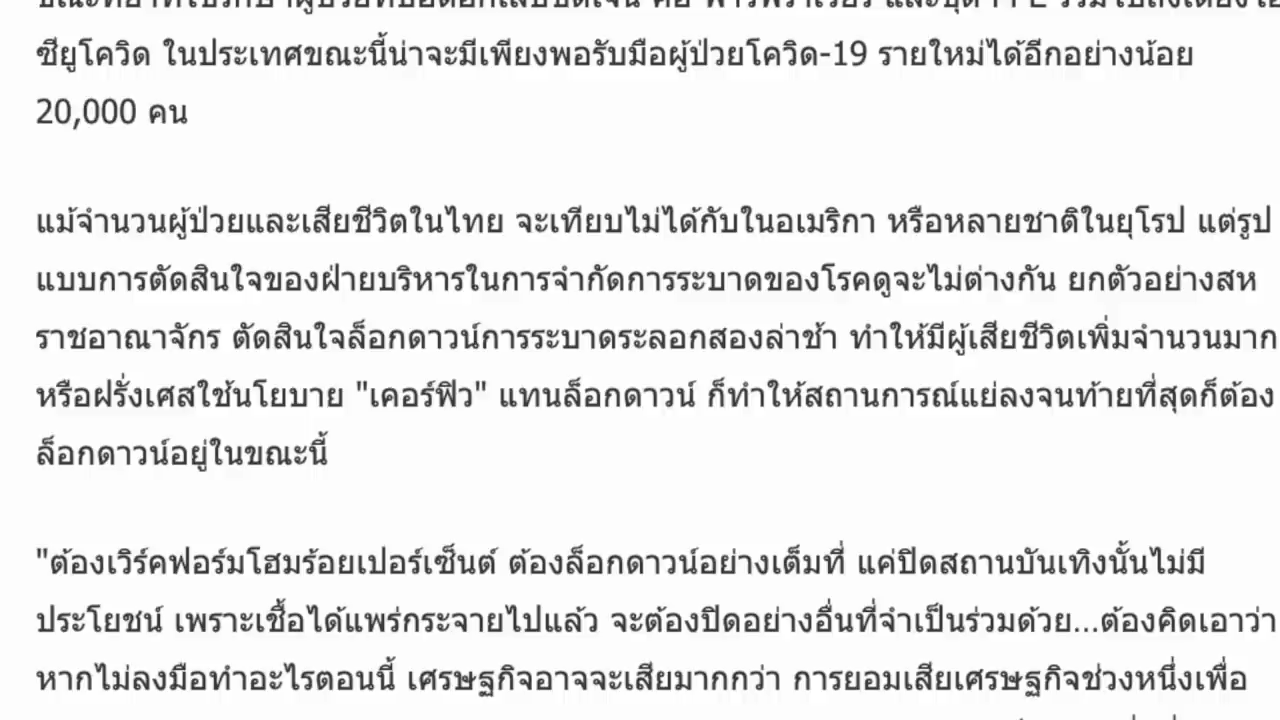 ซียูโควิด ในประเทศขณะนี้น่าจะมีเพียงพอรับมือผู้ป่วยโควิด-19 รายใหม่ได้อีกอย่างน้อย
20,000 คน
แม้จำนวนผู้ป่วยและเสียชีวิตในไทย จะเทียบไม่ได้กับในอเมริกา หรือหลายชาติในยุโรป แต่รูป
แบบการตัดสินใจของฝ่ายบริหารในการจำกัดการระบาดของโรคดูจะไม่ต่างกัน ยกตัวอย่างสห
ราชอาณาจักร ตัดสินใจล็อกดาวน์การระบาดระลอกสองล่าช้า ทำให้มีผู้เสียชีวิตเพิ่มจำนวนมาก
หรือฝรั่งเศสใช้นโยบาย "เคอร์ฟิว" แทนล็อกดาวน์ ก็ทำให้สถานการณ์แย่ลงจนท้ายที่สุดก็ต้อง
ล็อกดาวน์อยู่ในขณะนี้
"ต้องเวิร์คฟอร์มโฮมร้อยเปอร์เซ็นต์ ต้องล็อกดาวน์อย่างเต็มที่ แค่ปิดสถานบันเทิงนั้นไม่มี
ประโยชน์ เพราะเชื้อได้แพร่กระจายไปแล้ว จะต้องปิดอย่างอื่นที่จำเป็นร่วมด้วย...ต้องคิดเอาว่า
หากไม่ลงมือทำอะไรตอนนี้ เศรษฐกิจอาจจะเสียมากกว่า การยอมเสียเศรษฐกิจช่วงหนึ่งเพื่อ